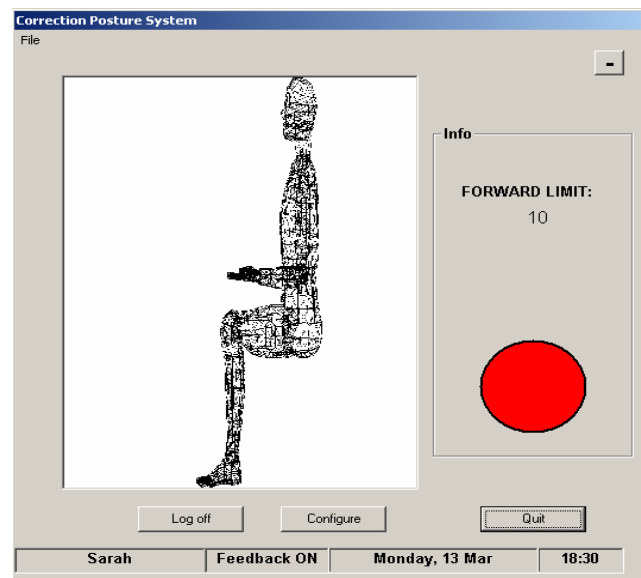 Correction Posture System
File
-
Info
FORWARD LIMIT:
10
Log off
Configure
Quit
Sarah
Feedback ON
Monday, 13 Mar
18:30